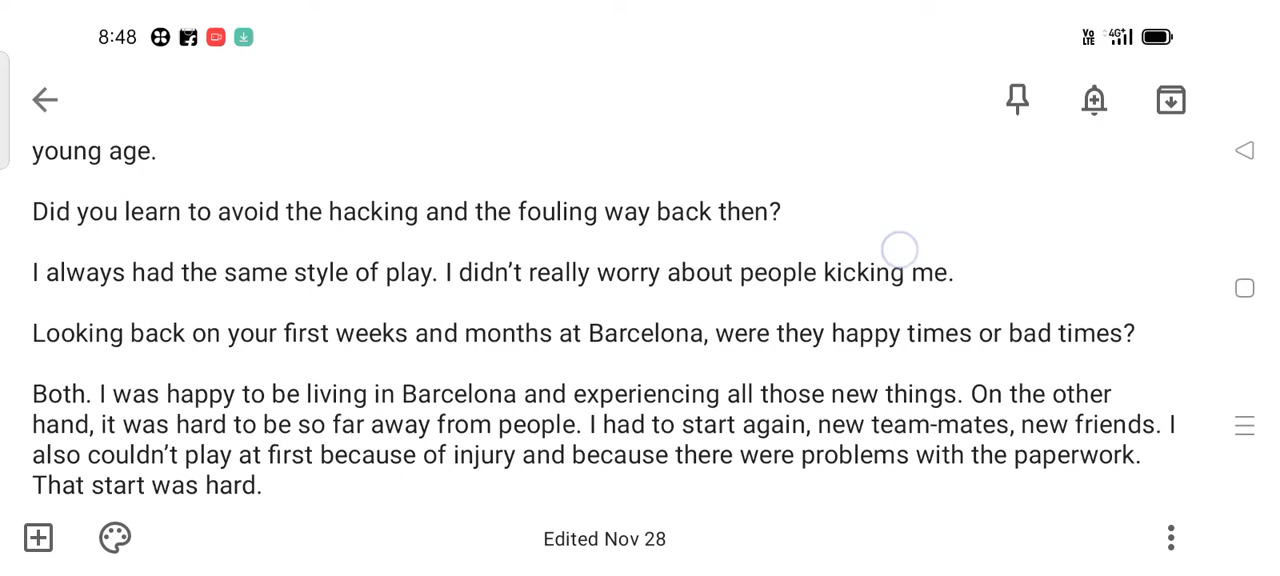 8:48
Vo LTE 4G+
young age.
Did you learn to avoid the hacking and the fouling way back then?
I always had the same style of play. I didn't really worry about people kicking me.
Looking back on your first weeks and months at Barcelona, were they happy times or bad times?
Both. I was happy to be living in Barcelona and experiencing all those new things. On the other
hand, it was hard to be so far away from people. I had to start again, new team-mates, new friends. I
also couldn't play at first because of injury and because there were problems with the paperwork.
That start was hard.
Edited Nov 28